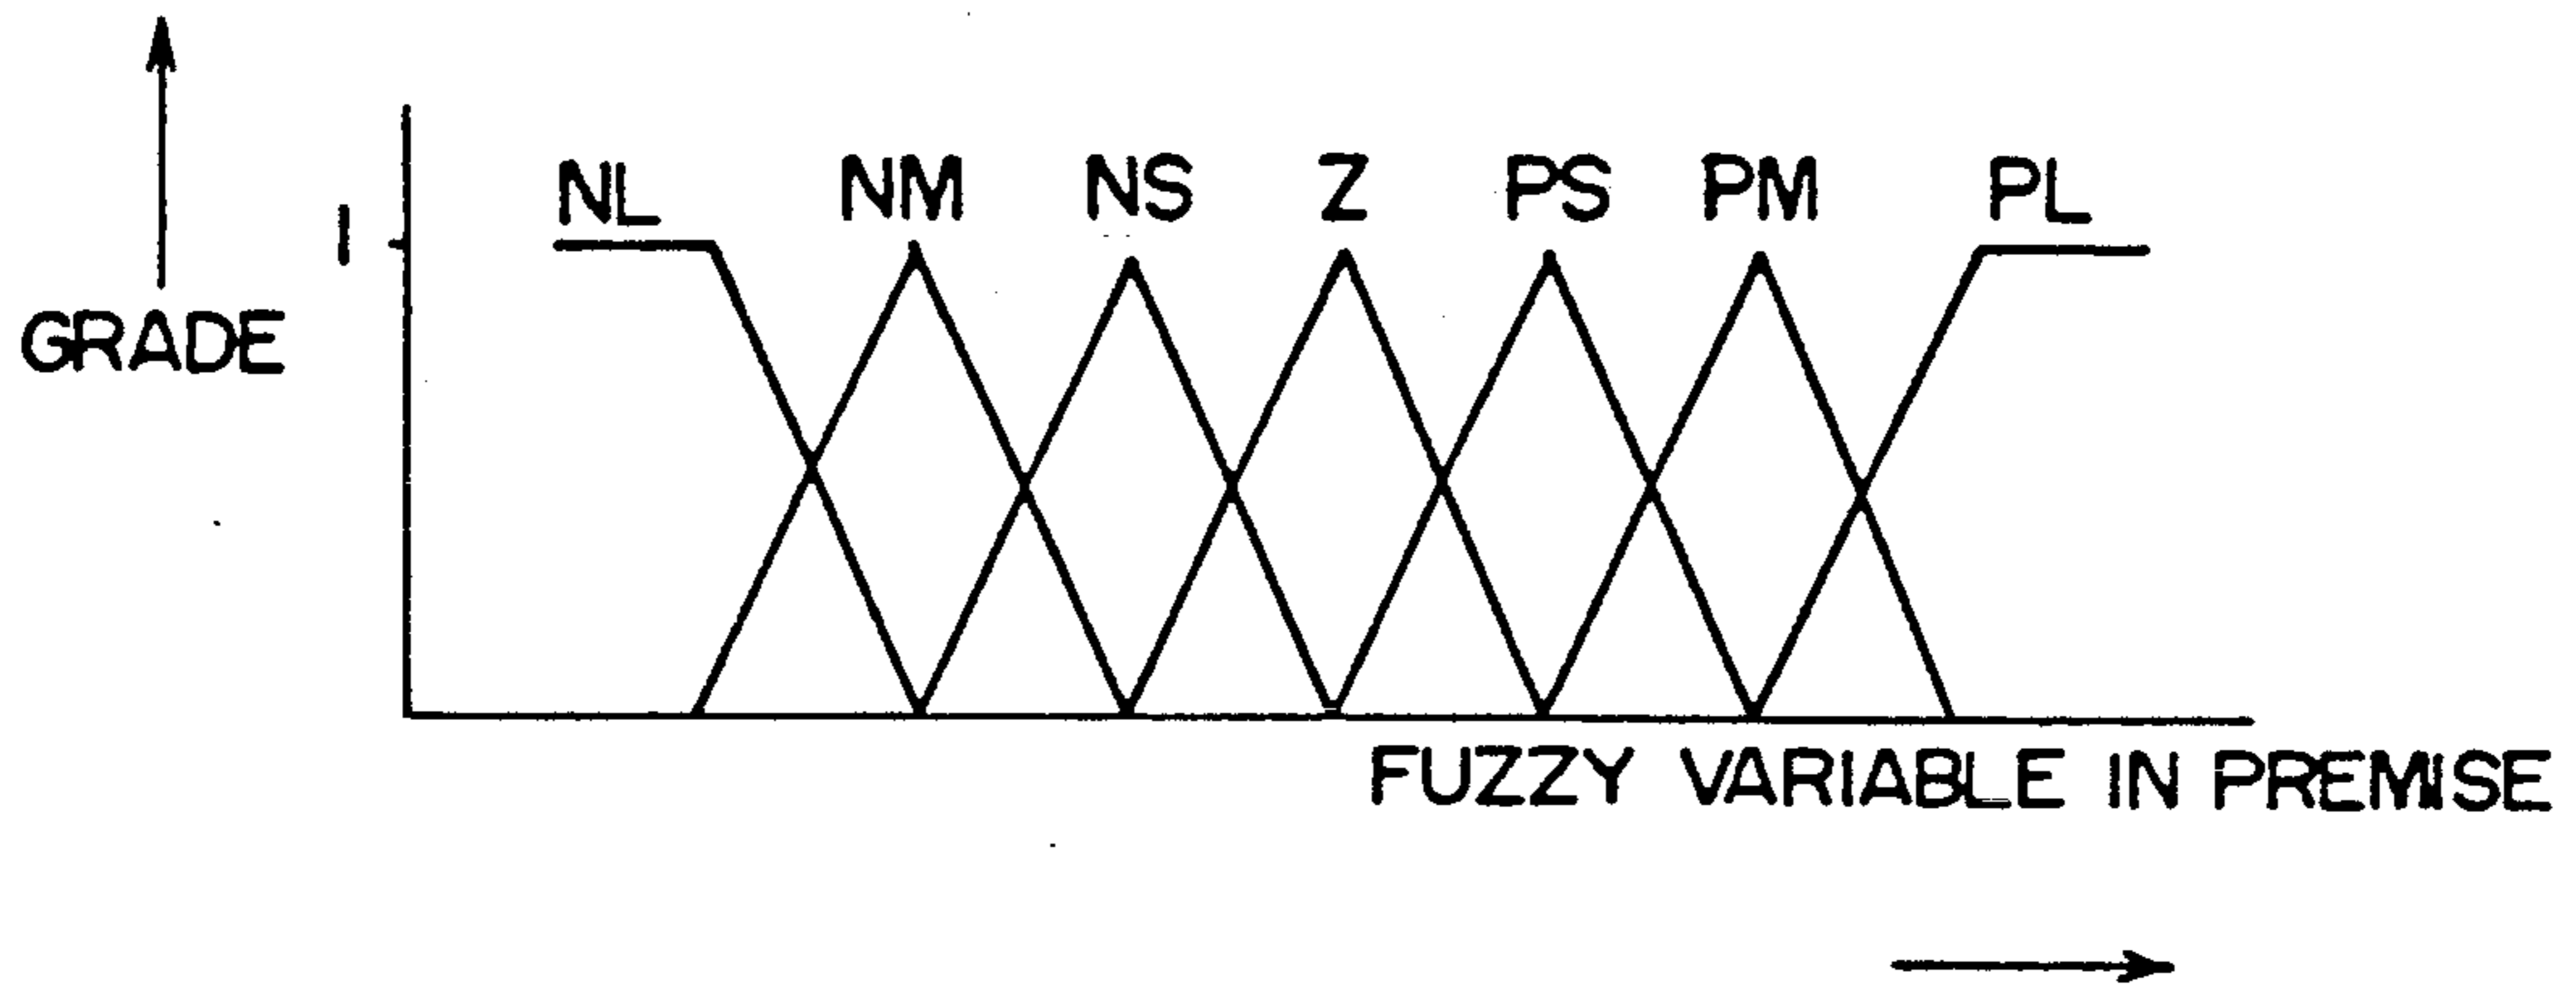 NL NM NS Z PS PM PL
1
GRADE
FUZZY VARIABLE IN PREMISE